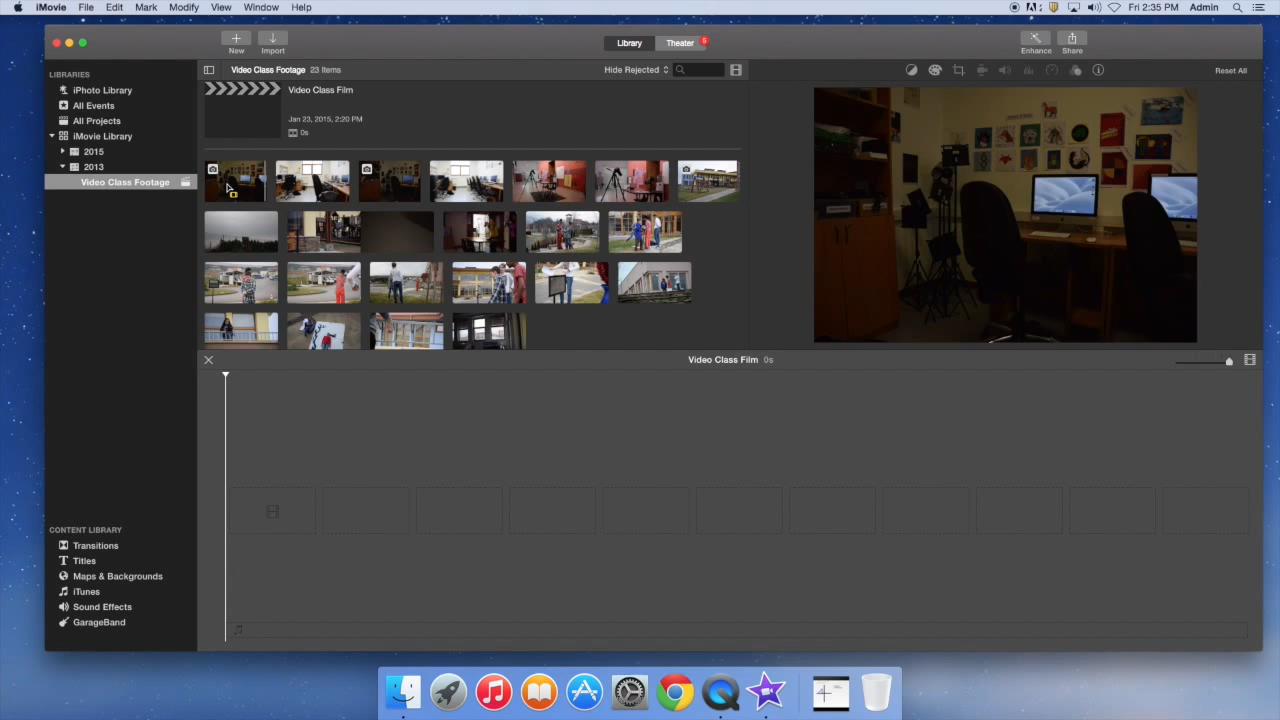 iMovie File Edit Mark Modify View Window Help
Fri 2:35 PM Admin
New
Import
Library
Theater
6
Enhance
Share
LIBRARIES
iPhoto Library
All Events
All Projects
iMovie Library
2015
2013
Video Class Footage
Video Class Footage 23 Items
Hide Rejected
Reset All
Video Class Film
Jan 23, 2015, 2:20 PM
0s
Video Class Film 0s
CONTENT LIBRARY
Transitions
Titles
Maps & Backgrounds
iTunes
Sound Effects
GarageBand